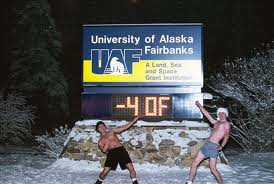 University of Alaska
Fairbanks
UAF
A Land, Sea
and Space
Grant Institution
-40F